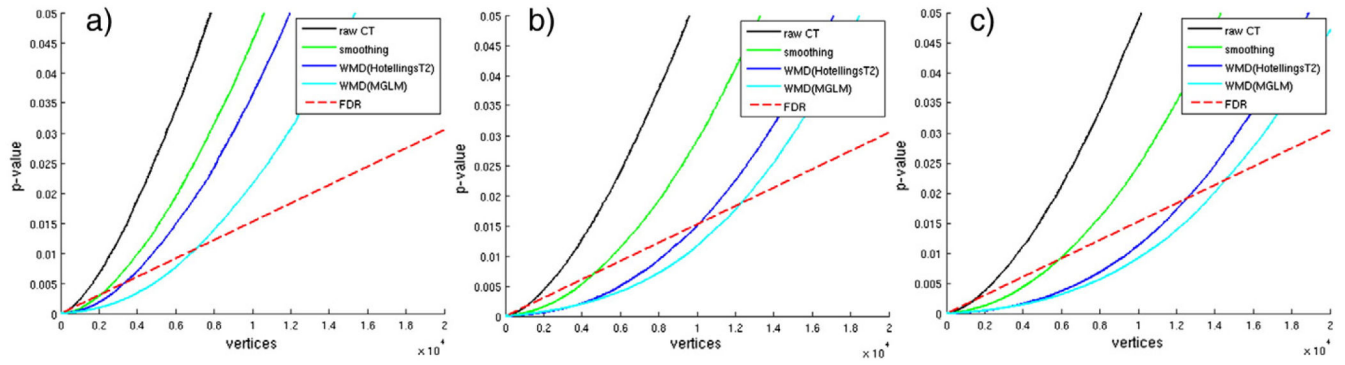 a)
0.05
0.045
0.04
0.035
0.03
0.025
0.02
0.015
0.01
0.005
0
p-value
raw CT
smoothing
WMD(HotellingsT2)
WMD(MGLM)
FDR
0 0.2 0.4 0.6 0.8 1 1.2 1.4 1.6 1.8 2
vertices
x 10^4
b)
0.05
0.045
0.04
0.035
0.03
0.025
0.02
0.015
0.01
0.005
0
p-value
raw CT
smoothing
WMD(HotellingsT2)
WMD(MGLM)
FDR
0 0.2 0.4 0.6 0.8 1 1.2 1.4 1.6 1.8 2
vertices
x 10^4
c)
0.05
0.045
0.04
0.035
0.03
0.025
0.02
0.015
0.01
0.005
0
p-value
raw CT
smoothing
WMD(HotellingsT2)
WMD(MGLM)
FDR
0 0.2 0.4 0.6 0.8 1 1.2 1.4 1.6 1.8 2
vertices
x 10^4